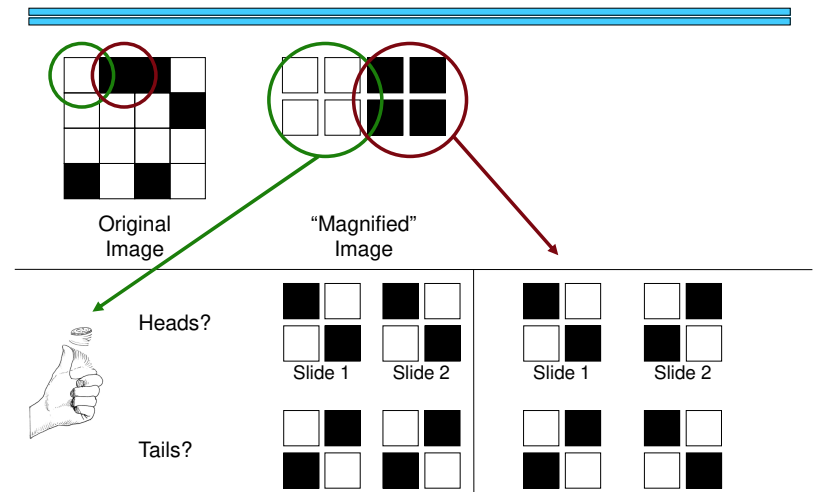 Original
Image
“Magnified”
Image
Heads?
Slide 1
Slide 2
Slide 1
Slide 2
Tails?